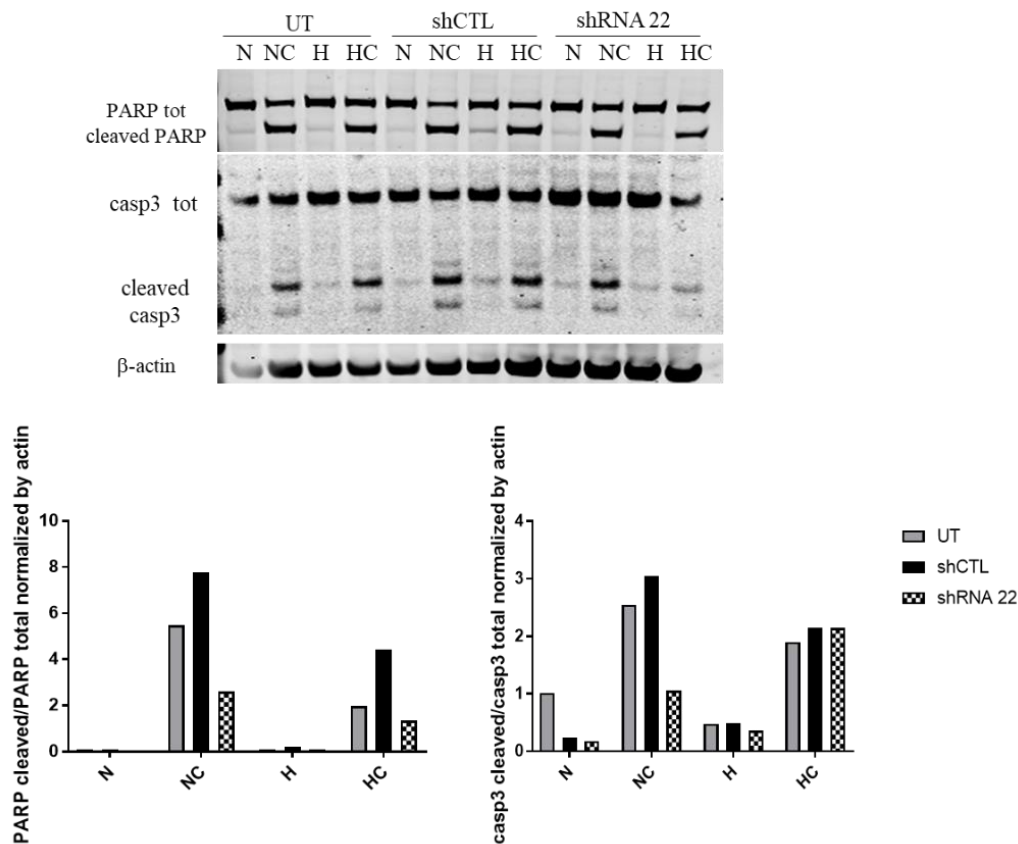 UT shCTL shRNA 22
N NC H HC N NC H HC N NC H HC
PARP tot
cleaved PARP
casp3 tot
cleaved
casp3
β-actin
PARP cleaved/PARP total normalized by actin
10
8
6
4
2
0
N NC H HC
casp3 cleaved/casp3 total normalized by actin
4
3
2
1
0
N NC H HC
UT
shCTL
shRNA 22